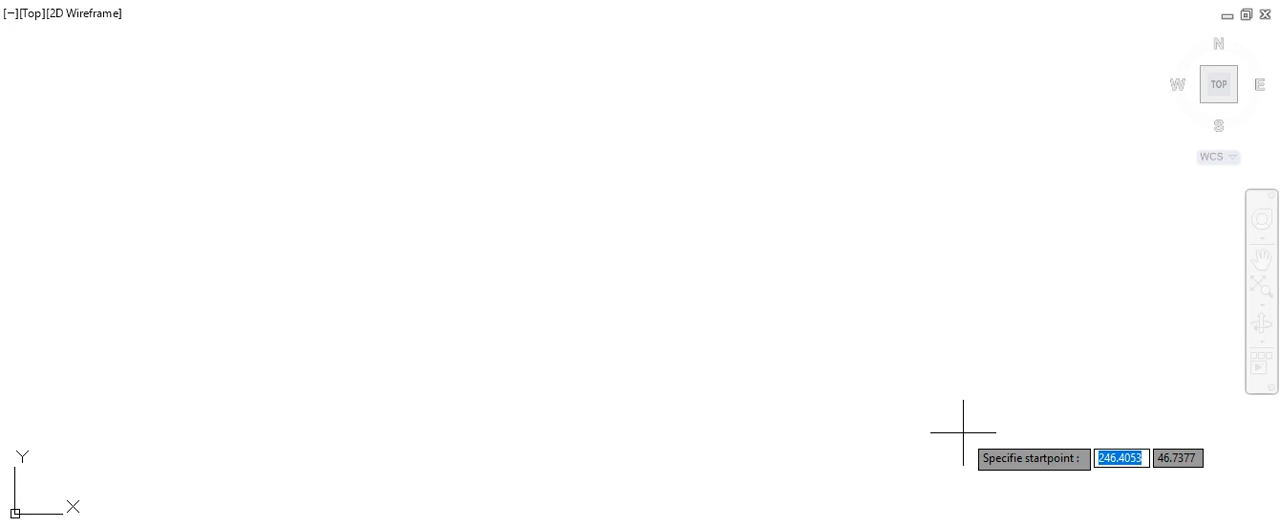 [−][Top][2D Wireframe]
N
W TOP E
S
WCS
Specifie startpoint : 246.4053 46.7377
Y
X